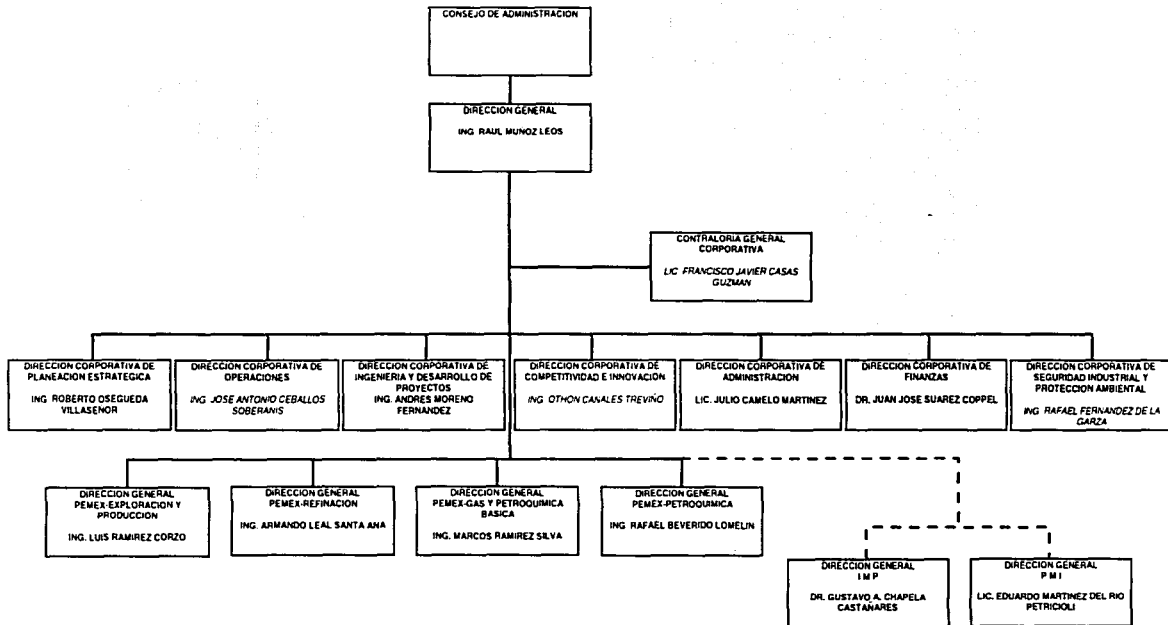 CONSEJO DE ADMINISTRACION
DIRECCION GENERAL
ING RAUL MUÑOZ LEOS
CONTRALORIA GENERAL
CORPORATIVA
LIC FRANCISCO JAVIER CASAS
GUZMAN
DIRECCION CORPORATIVA DE
PLANEACION ESTRATEGICA
ING ROBERTO OSEGUEDA
VILLASENOR
DIRECCION CORPORATIVA DE
OPERACIONES
ING JOSE ANTONIO CEBALLOS
SOBERANIS
DIRECCION CORPORATIVA DE
INGENIERIA Y DESARROLLO DE
PROYECTOS
ING. ANDRES MORENO
FERNANDEZ
DIRECCION CORPORATIVA DE
COMPETITIVIDAD E INNOVACION
ING OTHON CANALES TREVIÑO
DIRECCION CORPORATIVA DE
ADMINISTRACION
LIC. JULIO CAMELO MARTINEZ
DIRECCION CORPORATIVA DE
FINANZAS
DR. JUAN JOSE SUAREZ COPPEL
DIRECCION CORPORATIVA DE
SEGURIDAD INDUSTRIAL Y
PROTECCION AMBIENTAL
ING RAFAEL FERNANDEZ DE LA
GARZA
DIRECCION GENERAL
PEMEX-EXPLORACION Y
PRODUCCION
ING. LUIS RAMIREZ CORZO
DIRECCION GENERAL
PEMEX-REFINACION
ING. ARMANDO LEAL SANTA ANA
DIRECCION GENERAL
PEMEX-GAS Y PETROQUIMICA
BASICA
ING. MARCOS RAMIREZ SILVA
DIRECCION GENERAL
PEMEX-PETROQUIMICA
ING RAFAEL BEVERIDO LOMELIN
DIRECCION GENERAL
I M P
DR. GUSTAVO A. CHAPELA
CASTAÑARES
DIRECCION GENERAL
P M I
LIC. EDUARDO MARTINEZ DEL RIO
PETRICIOLI